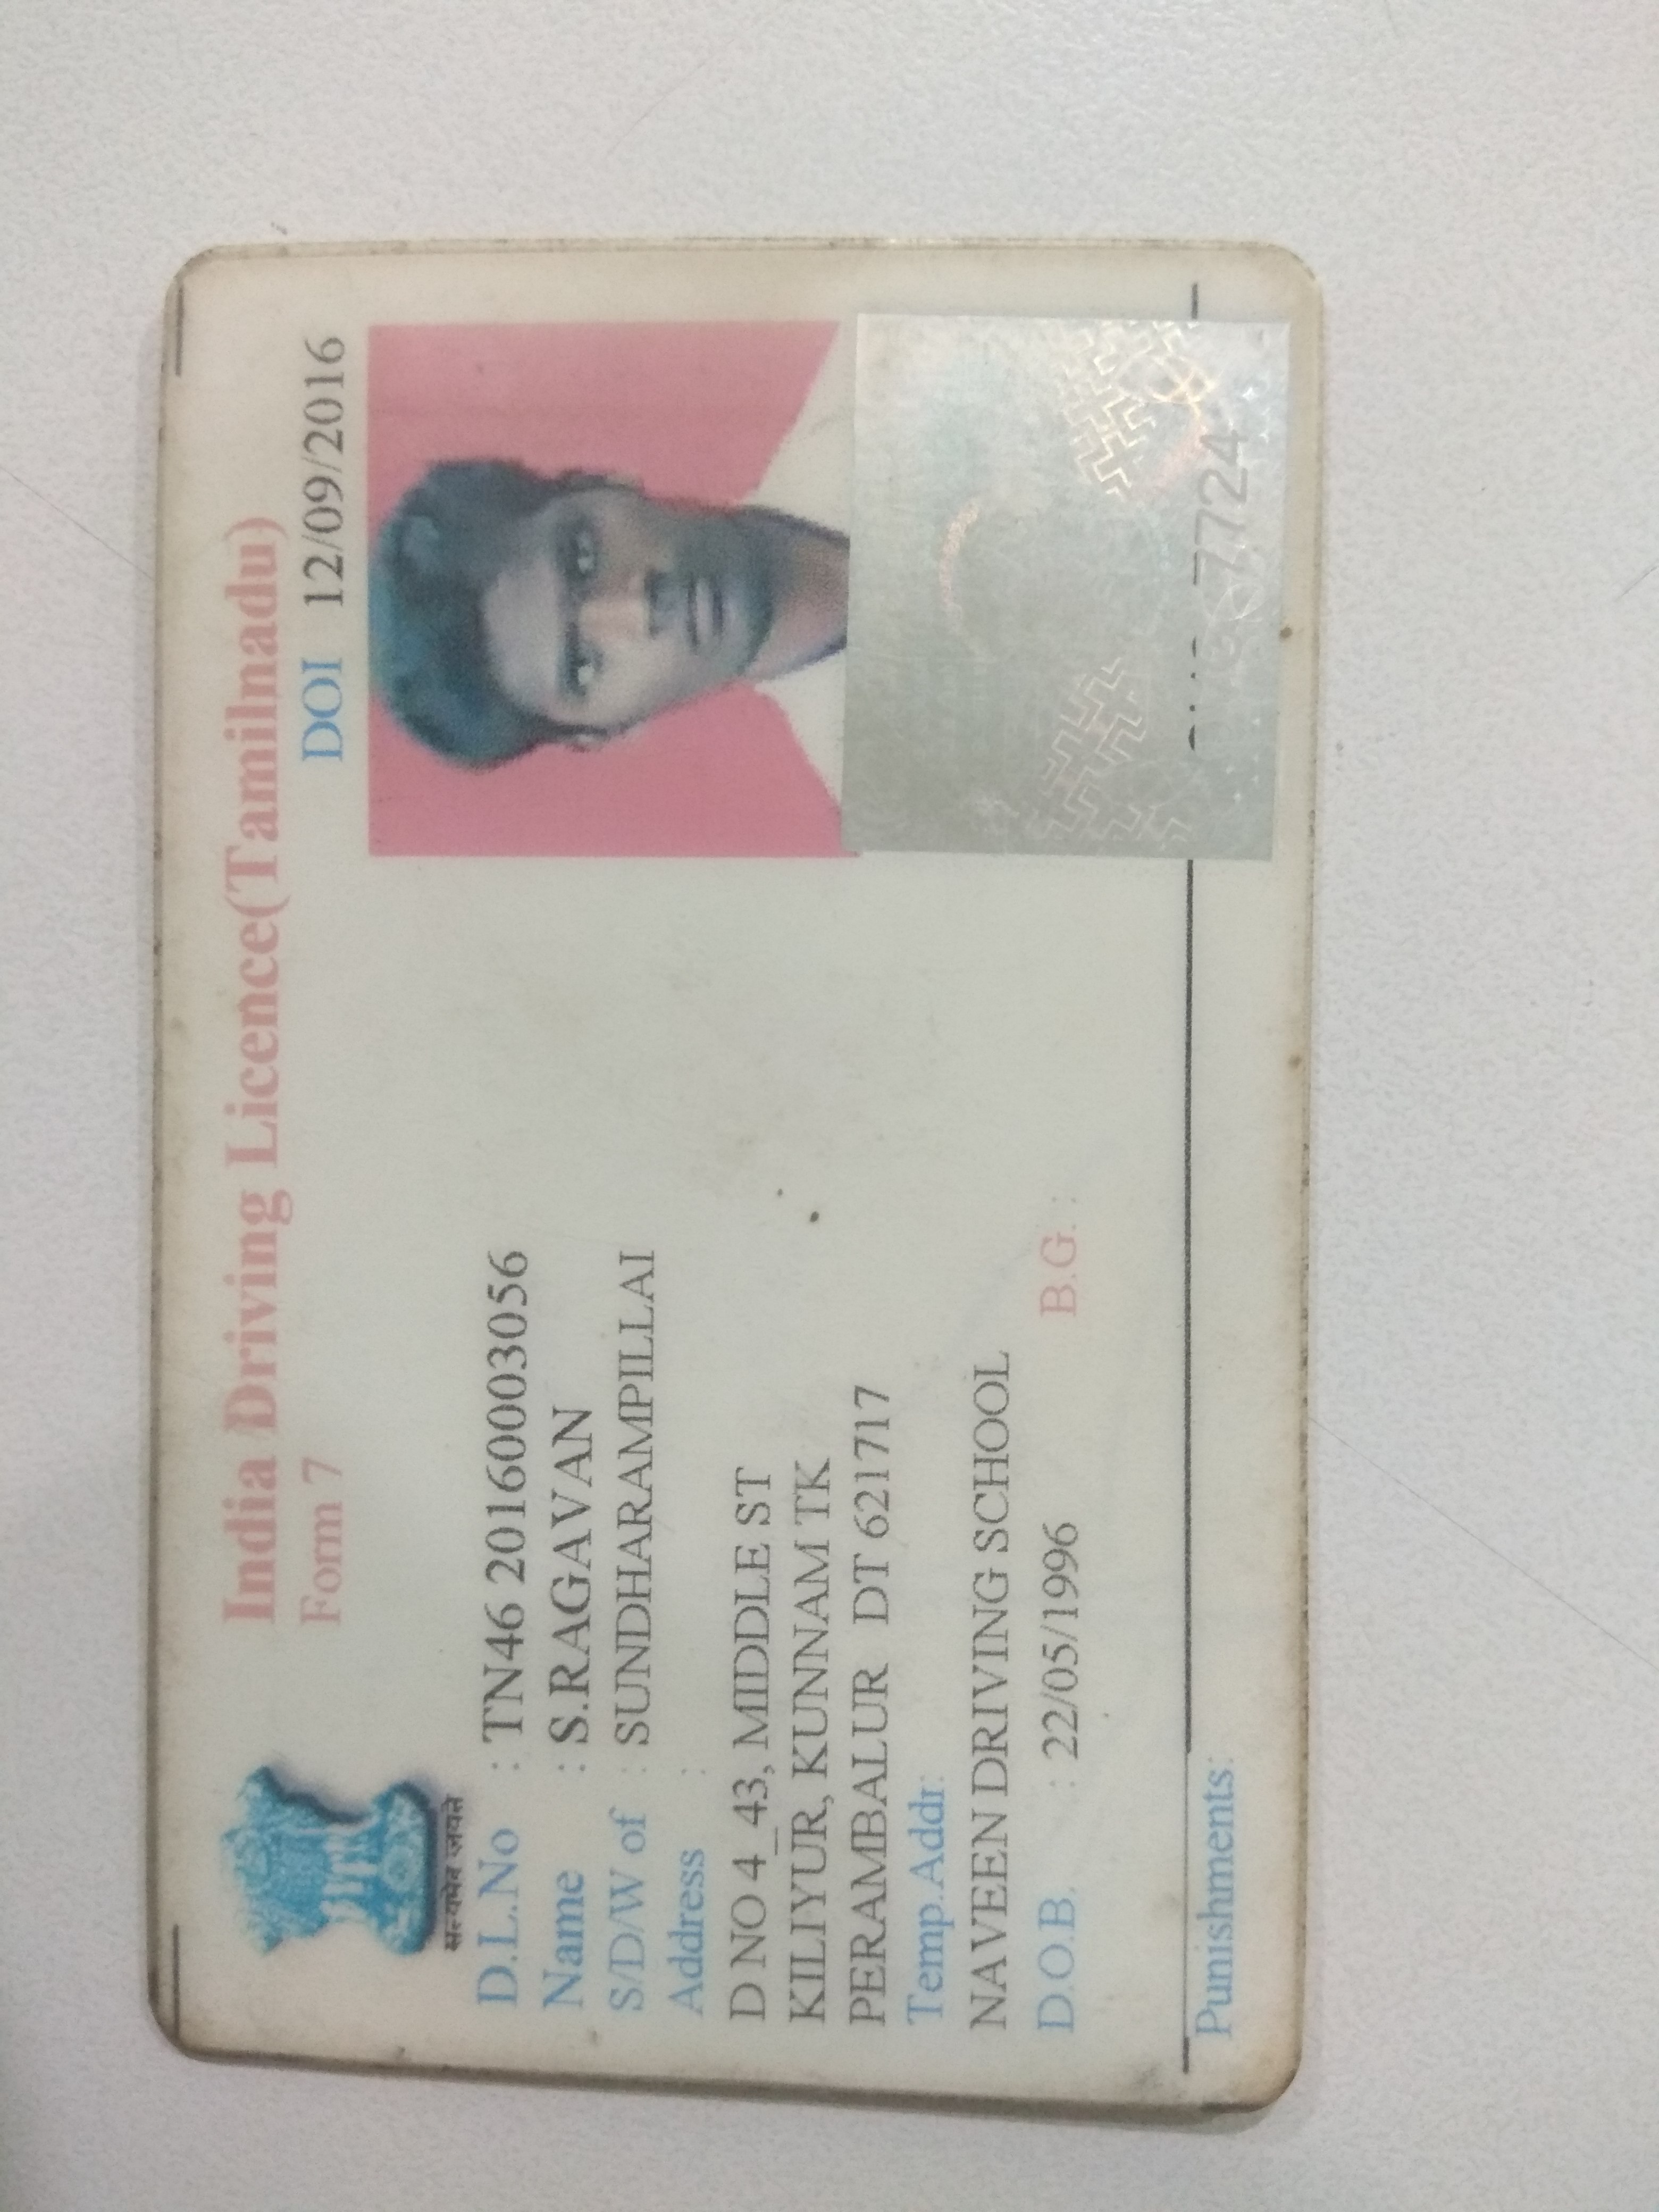 India Driving Licence(Tamilnadu)
Form 7
DOI 12/09/2016
सत्यमेव जयते
D.L.No : TN46 20160003056
Name : S.RAGAVAN
S/D/W of : SUNDHARAMPILLAI
Address :
D NO 4_43, MIDDLE ST
KILIYUR, KUNNAM TK
PERAMBALUR DT 621717
Temp.Addr:
NAVEEN DRIVING SCHOOL
D.O.B. : 22/05/1996 B.G. :
Punishments: